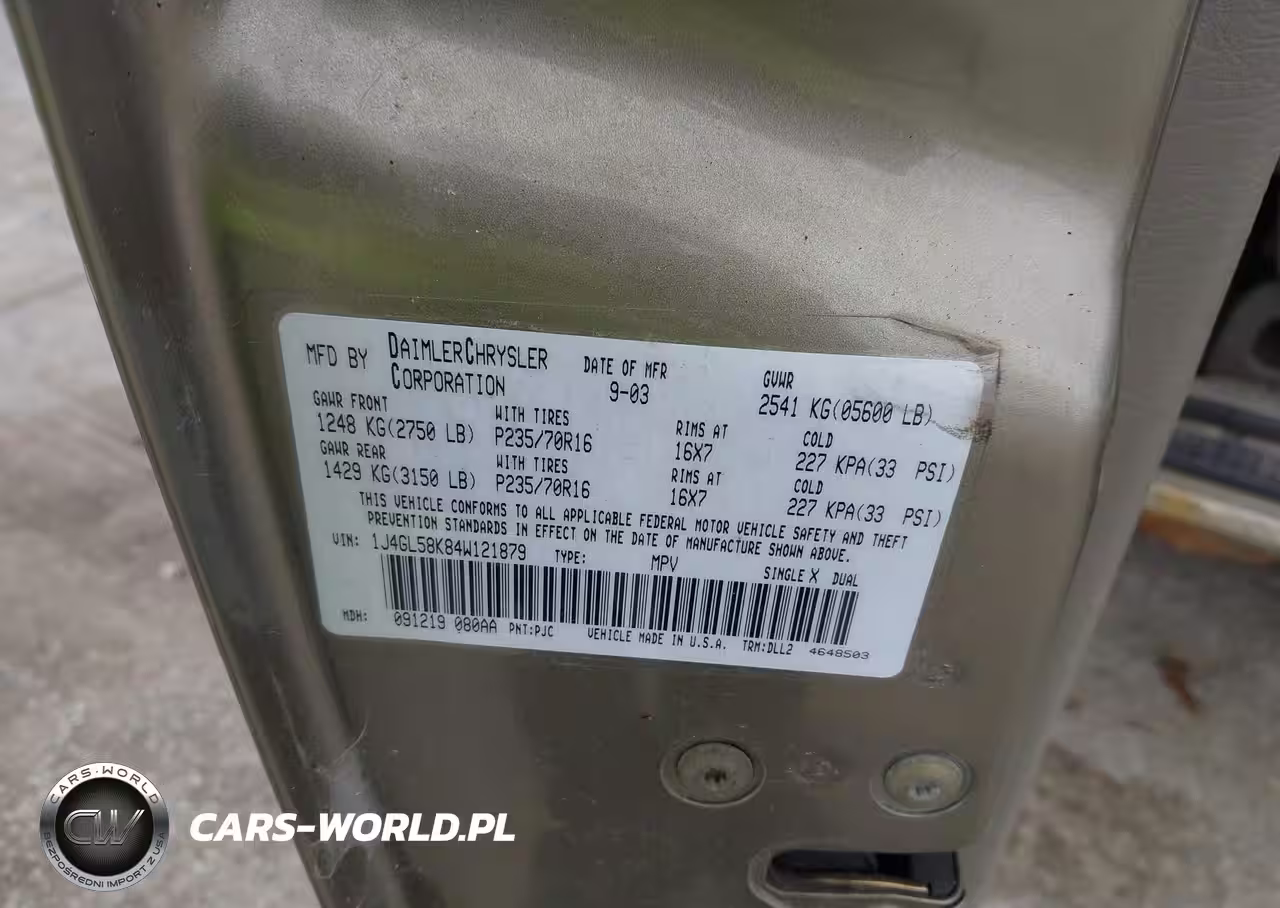 MFD BY DAIMLERCHRYSLER CORPORATION
DATE OF MFR 9-03
GVWR 2541 KG(05600 LB)
GAWR FRONT WITH TIRES RIMS AT COLD
1248 KG(2750 LB) P235/70R16 16X7 227 KPA(33 PSI)
GAWR REAR WITH TIRES RIMS AT COLD
1429 KG(3150 LB) P235/70R16 16X7 227 KPA(33 PSI)
THIS VEHICLE CONFORMS TO ALL APPLICABLE FEDERAL MOTOR VEHICLE SAFETY AND THEFT
PREVENTION STANDARDS IN EFFECT ON THE DATE OF MANUFACTURE SHOWN ABOVE.
VIN: 1J4GL58K84W121879 TYPE: MPV SINGLE X DUAL
MDH: 091219 080AA PNT:PJC VEHICLE MADE IN U.S.A. TRM:DLL2 4648503
CARS-WORLD
CW
BEZPOŚREDNI IMPORT Z USA
CARS-WORLD.PL